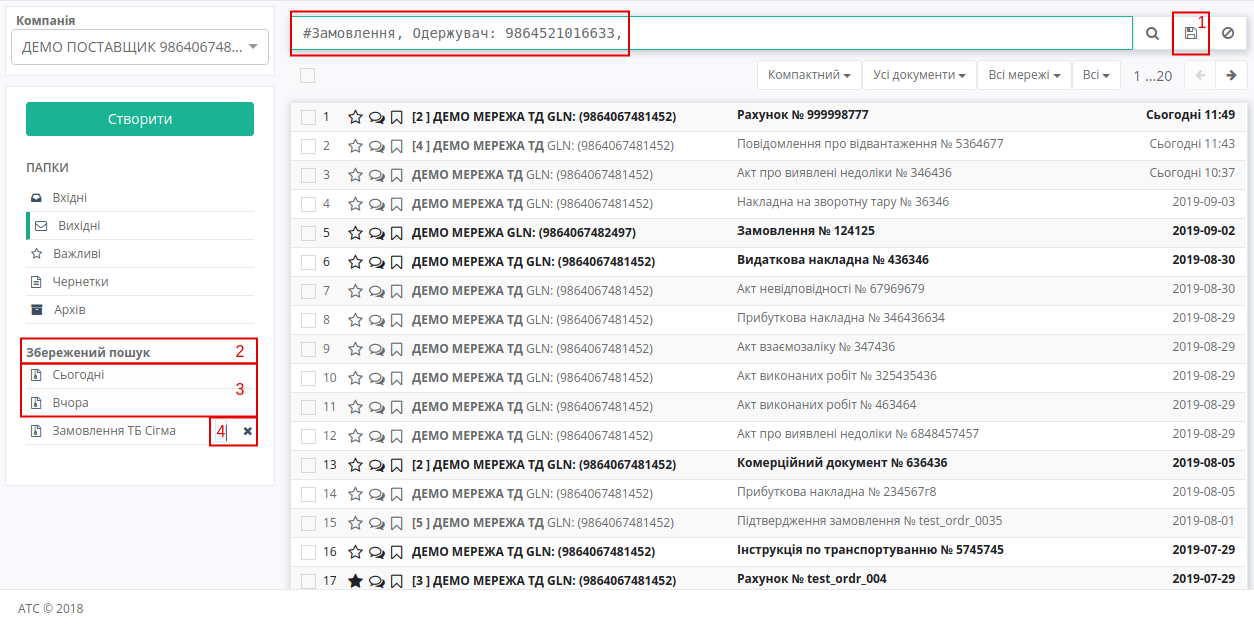 Компанія
ДЕМО ПОСТАЧЩИК 986406748...
Створити
ПАПКИ
Вхідні
Вихідні
Важливі
Чернетки
Архів
Збережений пошук 2
Сьогодні
3
Вчора
Замовлення ТБ Сігма 4
#Замовлення, Одержувач: 9864521016633,
1
Компактний Усі документи Всі мережі Всі 1 ...20
1 [2 ] ДЕМО МЕРЕЖА ТД GLN: (9864067481452) Рахунок № 999998777 Сьогодні 11:49
2 [4 ] ДЕМО МЕРЕЖА ТД GLN: (9864067481452) Повідомлення про відвантаження № 5364677 Сьогодні 11:43
3 ДЕМО МЕРЕЖА ТД GLN: (9864067481452) Акт про виявлені недоліки № 346436 Сьогодні 10:37
4 ДЕМО МЕРЕЖА ТД GLN: (9864067481452) Накладна на зворотну тару № 36346 2019-09-03
5 ДЕМО МЕРЕЖА GLN: (9864067482497) Замовлення № 124125 2019-09-02
6 ДЕМО МЕРЕЖА ТД GLN: (9864067481452) Видаткова накладна № 436346 2019-08-30
7 ДЕМО МЕРЕЖА ТД GLN: (9864067481452) Акт невідповідності № 67969679 2019-08-30
8 ДЕМО МЕРЕЖА ТД GLN: (9864067481452) Прибуткова накладна № 346436634 2019-08-29
9 ДЕМО МЕРЕЖА ТД GLN: (9864067481452) Акт взаємозаліку № 347436 2019-08-29
10 ДЕМО МЕРЕЖА ТД GLN: (9864067481452) Акт виконаних робіт № 325435436 2019-08-29
11 ДЕМО МЕРЕЖА ТД GLN: (9864067481452) Акт виконаних робіт № 463464 2019-08-29
12 ДЕМО МЕРЕЖА ТД GLN: (9864067481452) Акт про виявлені недоліки № 6848457457 2019-08-29
13 [2 ] ДЕМО МЕРЕЖА ТД GLN: (9864067481452) Комерційний документ № 636436 2019-08-05
14 ДЕМО МЕРЕЖА ТД GLN: (9864067481452) Прибуткова накладна № 234567г8 2019-08-05
15 [5 ] ДЕМО МЕРЕЖА ТД GLN: (9864067481452) Підтвердження замовлення № test_ordr_0035 2019-08-01
16 ДЕМО МЕРЕЖА ТД GLN: (9864067481452) Інструкція по транспортуванню № 5745745 2019-07-29
17 [3 ] ДЕМО МЕРЕЖА ТД GLN: (9864067481452) Рахунок № test_ordr_004 2019-07-29
АТС © 2018